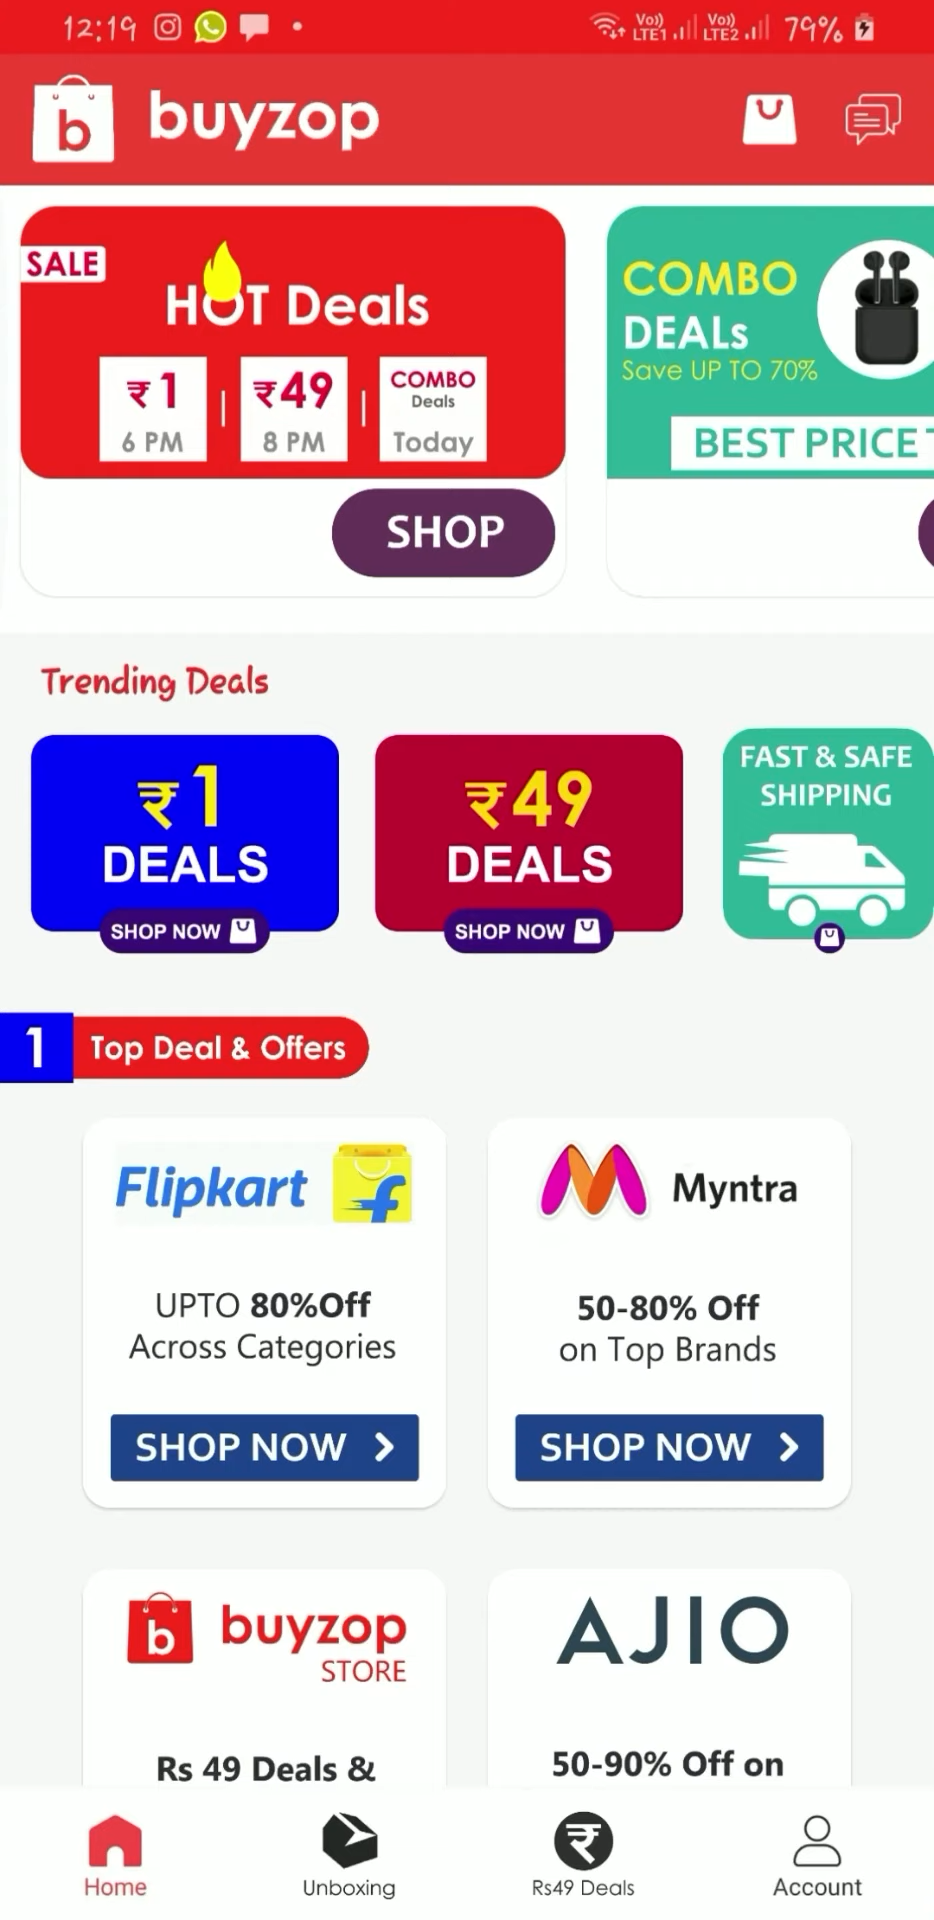 12:19
Vo)
LTE1
Vo)
LTE2
79%
b
buyzop
SALE
HOT Deals
₹1
6 PM
₹49
8 PM
COMBO
Deals
Today
SHOP
COMBO
DEALs
Save UP TO 70%
BEST PRICE
Trending Deals
₹1
DEALS
SHOP NOW
₹49
DEALS
SHOP NOW
FAST & SAFE
SHIPPING
1
Top Deal & Offers
Flipkart
f
UPTO 80%Off
Across Categories
SHOP NOW
Myntra
50-80% Off
on Top Brands
SHOP NOW
b
buyzop
STORE
Rs 49 Deals &
AJIO
50-90% Off on
Home
Unboxing
₹
Rs49 Deals
Account